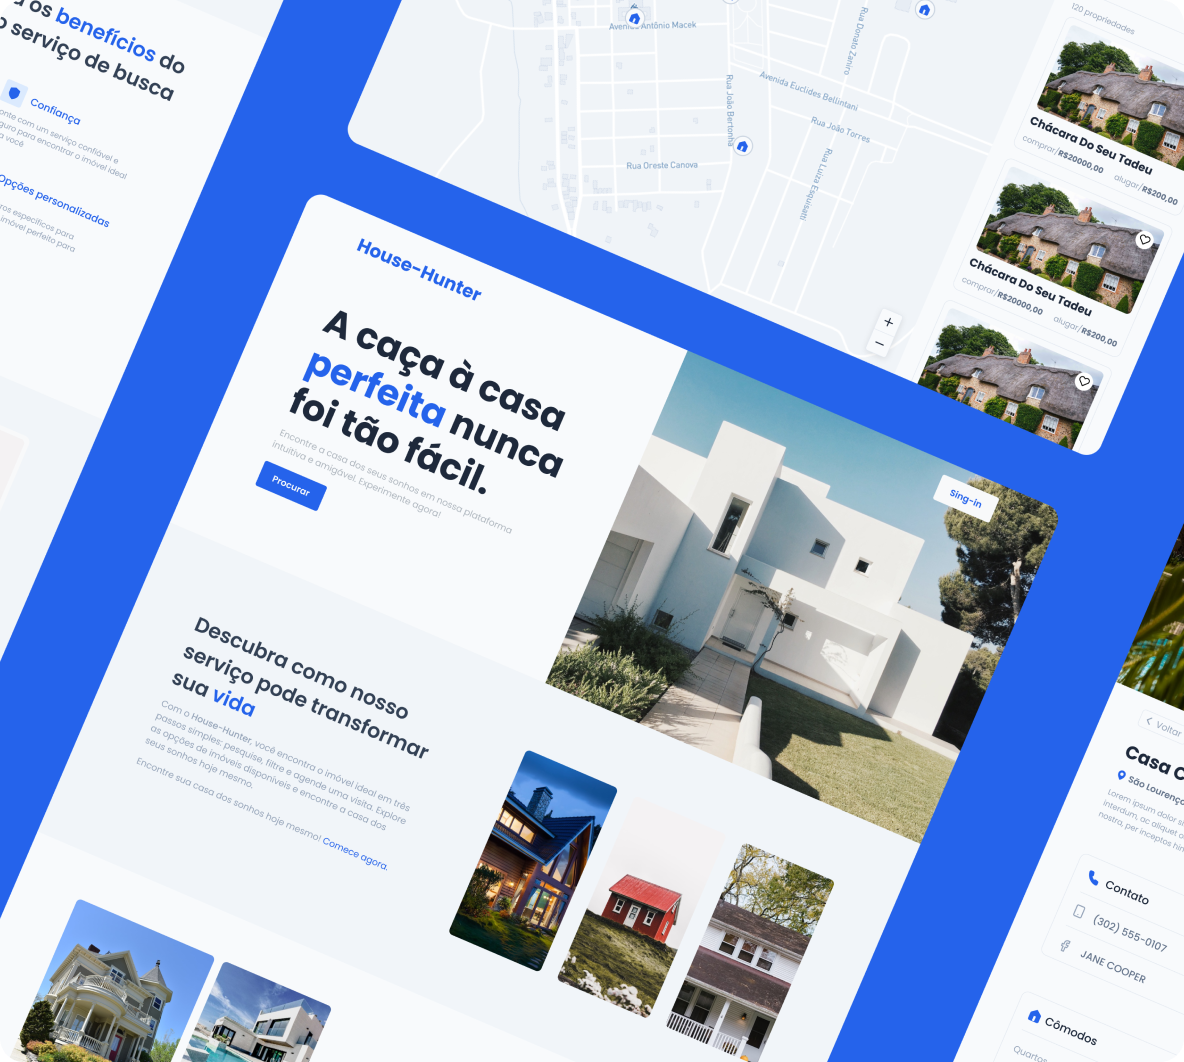 os benefícios do
serviço de busca
Confiança
onte com um serviço confiável e
guro para encontrar o imóvel ideal
a você
Opções personalizadas
ros específicos para
imóvel perfeito para
Avenida Antônio Macek
Rua Donato Zaniro
Avenida Euclides Bellintani
Rua João Bertonha
Rua João Torres
Rua Oreste Canova
Rua Luiza Esquisatti
+
−
120 propriedades
Chácara Do Seu Tadeu
comprar/R$20000,00 alugar/R$200,00
Chácara Do Seu Tadeu
comprar/R$20000,00 alugar/R$200,00
House-Hunter
A caça à casa
perfeita nunca
foi tão fácil.
Encontre a casa dos seus sonhos em nossa plataforma
intuitiva e amigável. Experimente agora!
Procurar
Sing-in
Descubra como nosso
serviço pode transformar
sua vida
Com o House-Hunter, você encontra o imóvel ideal em três
passos simples: pesquise, filtre e agende uma visita. Explore
as opções de imóveis disponíveis e encontre a casa dos
seus sonhos hoje mesmo.
Encontre sua casa dos sonhos hoje mesmo! Comece agora.
Voltar
Casa C
São Lourenço
Lorem ipsum dolor si
interdum, ac aliquet o
nostra, per inceptos him
Contato
(302) 555-0107
JANE COOPER
Cômodos
Quartos